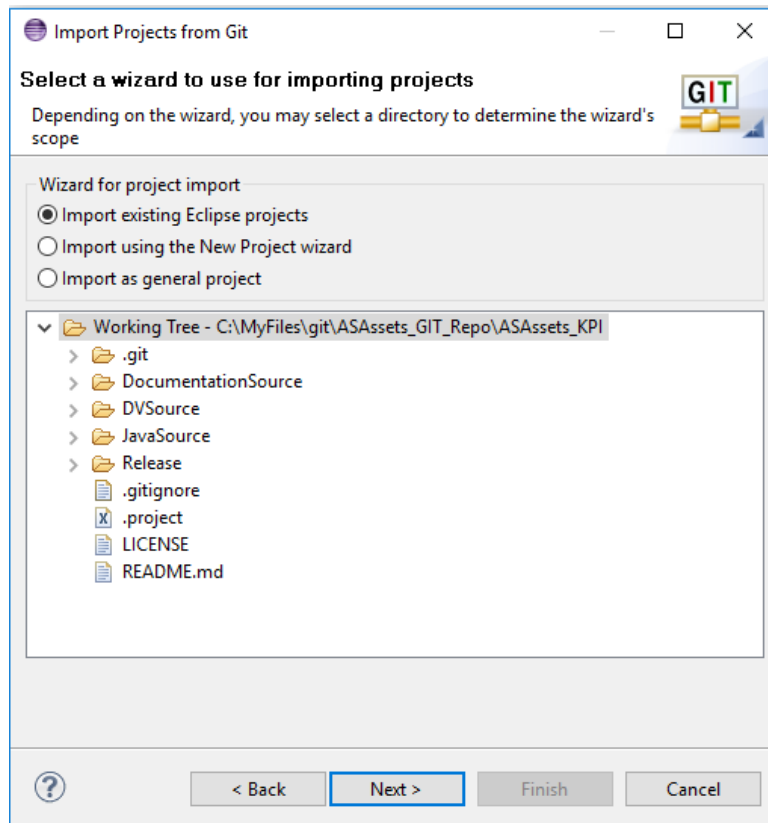 Import Projects from Git
Select a wizard to use for importing projects
Depending on the wizard, you may select a directory to determine the wizard's
scope
GIT
Wizard for project import
Import existing Eclipse projects
Import using the New Project wizard
Import as general project
Working Tree - C:\MyFiles\git\ASAssets_GIT_Repo\ASAssets_KPI
.git
DocumentationSource
DVSource
JavaSource
Release
.gitignore
X .project
LICENSE
README.md
? < Back Next > Finish Cancel